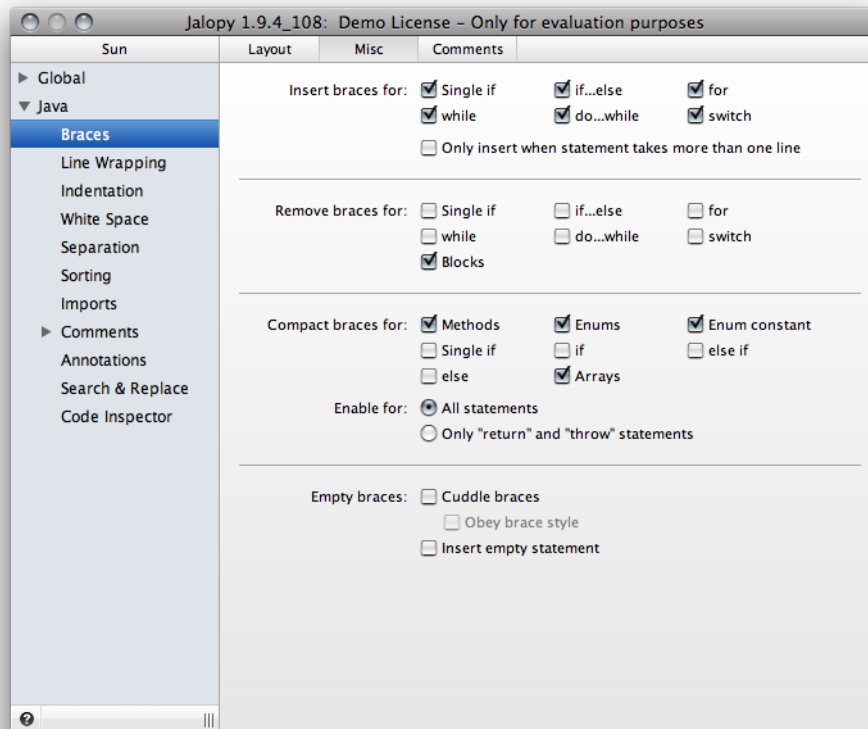 Jalopy 1.9.4_108:  Demo License – Only for evaluation purposes
Sun
Layout Misc Comments
Global
Java
Braces
Line Wrapping
Indentation
White Space
Separation
Sorting
Imports
Comments
Annotations
Search & Replace
Code Inspector
Insert braces for: Single if if...else for
while do...while switch
Only insert when statement takes more than one line
Remove braces for: Single if if...else for
while do...while switch
Blocks
Compact braces for: Methods Enums Enum constant
Single if if else if
else Arrays
Enable for: All statements
Only "return" and "throw" statements
Empty braces: Cuddle braces
Obey brace style
Insert empty statement
?